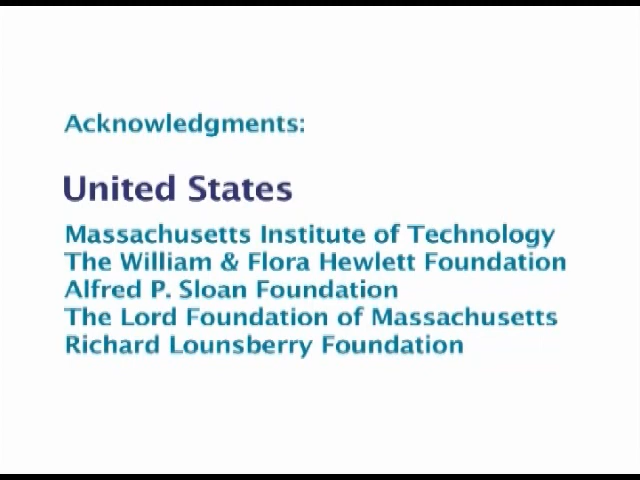 Acknowledgments:
United States
Massachusetts Institute of Technology
The William & Flora Hewlett Foundation
Alfred P. Sloan Foundation
The Lord Foundation of Massachusetts
Richard Lounsberry Foundation